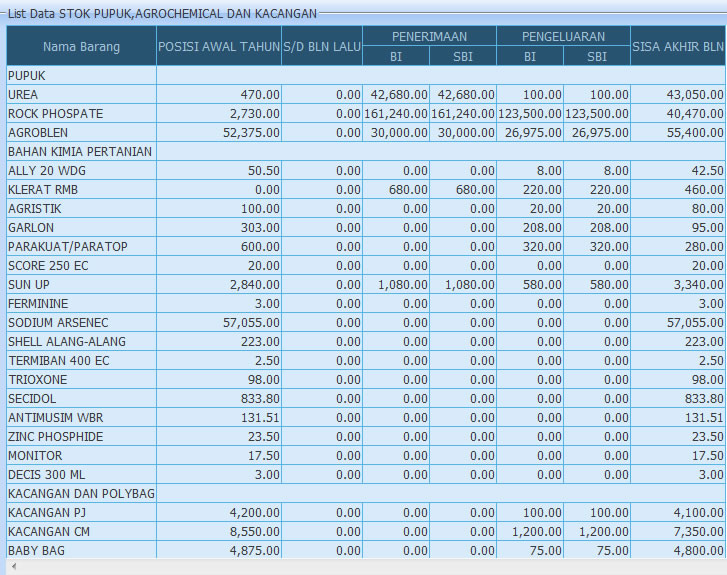 List Data STOK PUPUK,AGROCHEMICAL DAN KACANGAN
Nama Barang POSISI AWAL TAHUN S/D BLN LALU PENERIMAAN PENGELUARAN SISA AKHIR BLN
BI SBI BI SBI
PUPUK
UREA 470.00 0.00 42,680.00 42,680.00 100.00 100.00 43,050.00
ROCK PHOSPATE 2,730.00 0.00 161,240.00 161,240.00 123,500.00 123,500.00 40,470.00
AGROBLEN 52,375.00 0.00 30,000.00 30,000.00 26,975.00 26,975.00 55,400.00
BAHAN KIMIA PERTANIAN
ALLY 20 WDG 50.50 0.00 0.00 0.00 8.00 8.00 42.50
KLERAT RMB 0.00 0.00 680.00 680.00 220.00 220.00 460.00
AGRISTIK 100.00 0.00 0.00 0.00 20.00 20.00 80.00
GARLON 303.00 0.00 0.00 0.00 208.00 208.00 95.00
PARAKUAT/PARATOP 600.00 0.00 0.00 0.00 320.00 320.00 280.00
SCORE 250 EC 20.00 0.00 0.00 0.00 0.00 0.00 20.00
SUN UP 2,840.00 0.00 1,080.00 1,080.00 580.00 580.00 3,340.00
FERMININE 3.00 0.00 0.00 0.00 0.00 0.00 3.00
SODIUM ARSENEC 57,055.00 0.00 0.00 0.00 0.00 0.00 57,055.00
SHELL ALANG-ALANG 223.00 0.00 0.00 0.00 0.00 0.00 223.00
TERMIBAN 400 EC 2.50 0.00 0.00 0.00 0.00 0.00 2.50
TRIOXONE 98.00 0.00 0.00 0.00 0.00 0.00 98.00
SECIDOL 833.80 0.00 0.00 0.00 0.00 0.00 833.80
ANTIMUSIM WBR 131.51 0.00 0.00 0.00 0.00 0.00 131.51
ZINC PHOSPHIDE 23.50 0.00 0.00 0.00 0.00 0.00 23.50
MONITOR 17.50 0.00 0.00 0.00 0.00 0.00 17.50
DECIS 300 ML 3.00 0.00 0.00 0.00 0.00 0.00 3.00
KACANGAN DAN POLYBAG
KACANGAN PJ 4,200.00 0.00 0.00 0.00 100.00 100.00 4,100.00
KACANGAN CM 8,550.00 0.00 0.00 0.00 1,200.00 1,200.00 7,350.00
BABY BAG 4,875.00 0.00 0.00 0.00 75.00 75.00 4,800.00